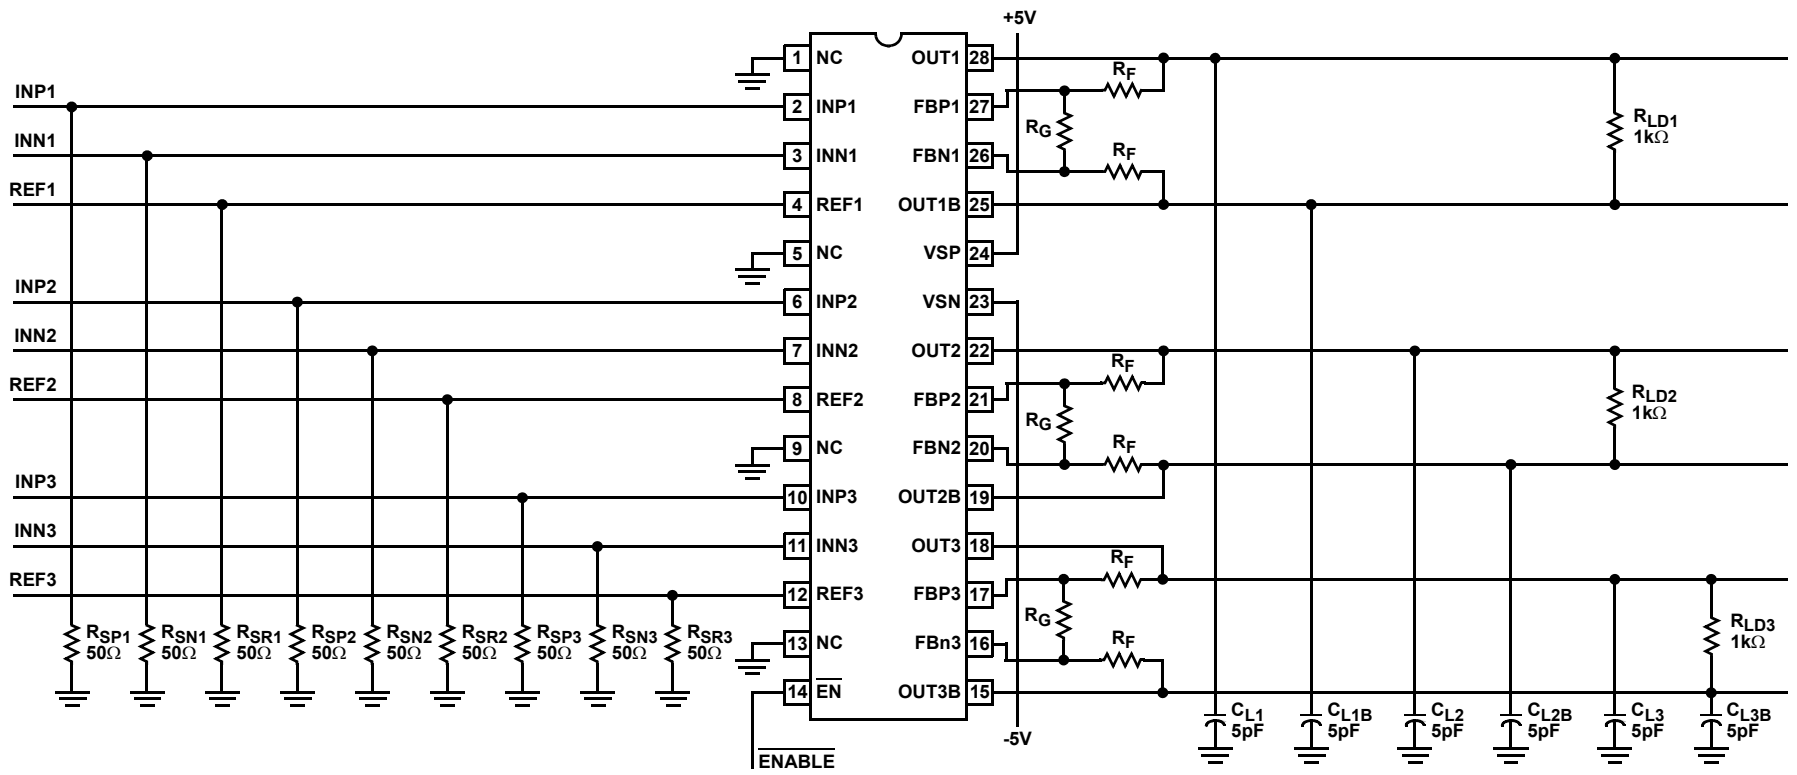 +5V
1 NC OUT1 28
INP1
2 INP1 FBP1 27
RF
RG
RLD1
1kΩ
INN1
3 INN1 FBN1 26
RF
REF1
4 REF1 OUT1B 25
5 NC VSP 24
INP2
6 INP2 VSN 23
INN2
7 INN2 OUT2 22
RF
REF2
8 REF2 FBP2 21
RG
RLD2
1kΩ
9 NC FBN2 20
RF
INP3
10 INP3 OUT2B 19
INN3
11 INN3 OUT3 18
RF
REF3
12 REF3 FBP3 17
RG
RSP1
50Ω
RSN1
50Ω
RSR1
50Ω
RSP2
50Ω
RSN2
50Ω
RSR2
50Ω
RSP3
50Ω
RSN3
50Ω
RSR3
50Ω
13 NC FBn3 16
RF
RLD3
1kΩ
14 EN OUT3B 15
-5V
CL1
5pF
CL1B
5pF
CL2
5pF
CL2B
5pF
CL3
5pF
CL3B
5pF
ENABLE